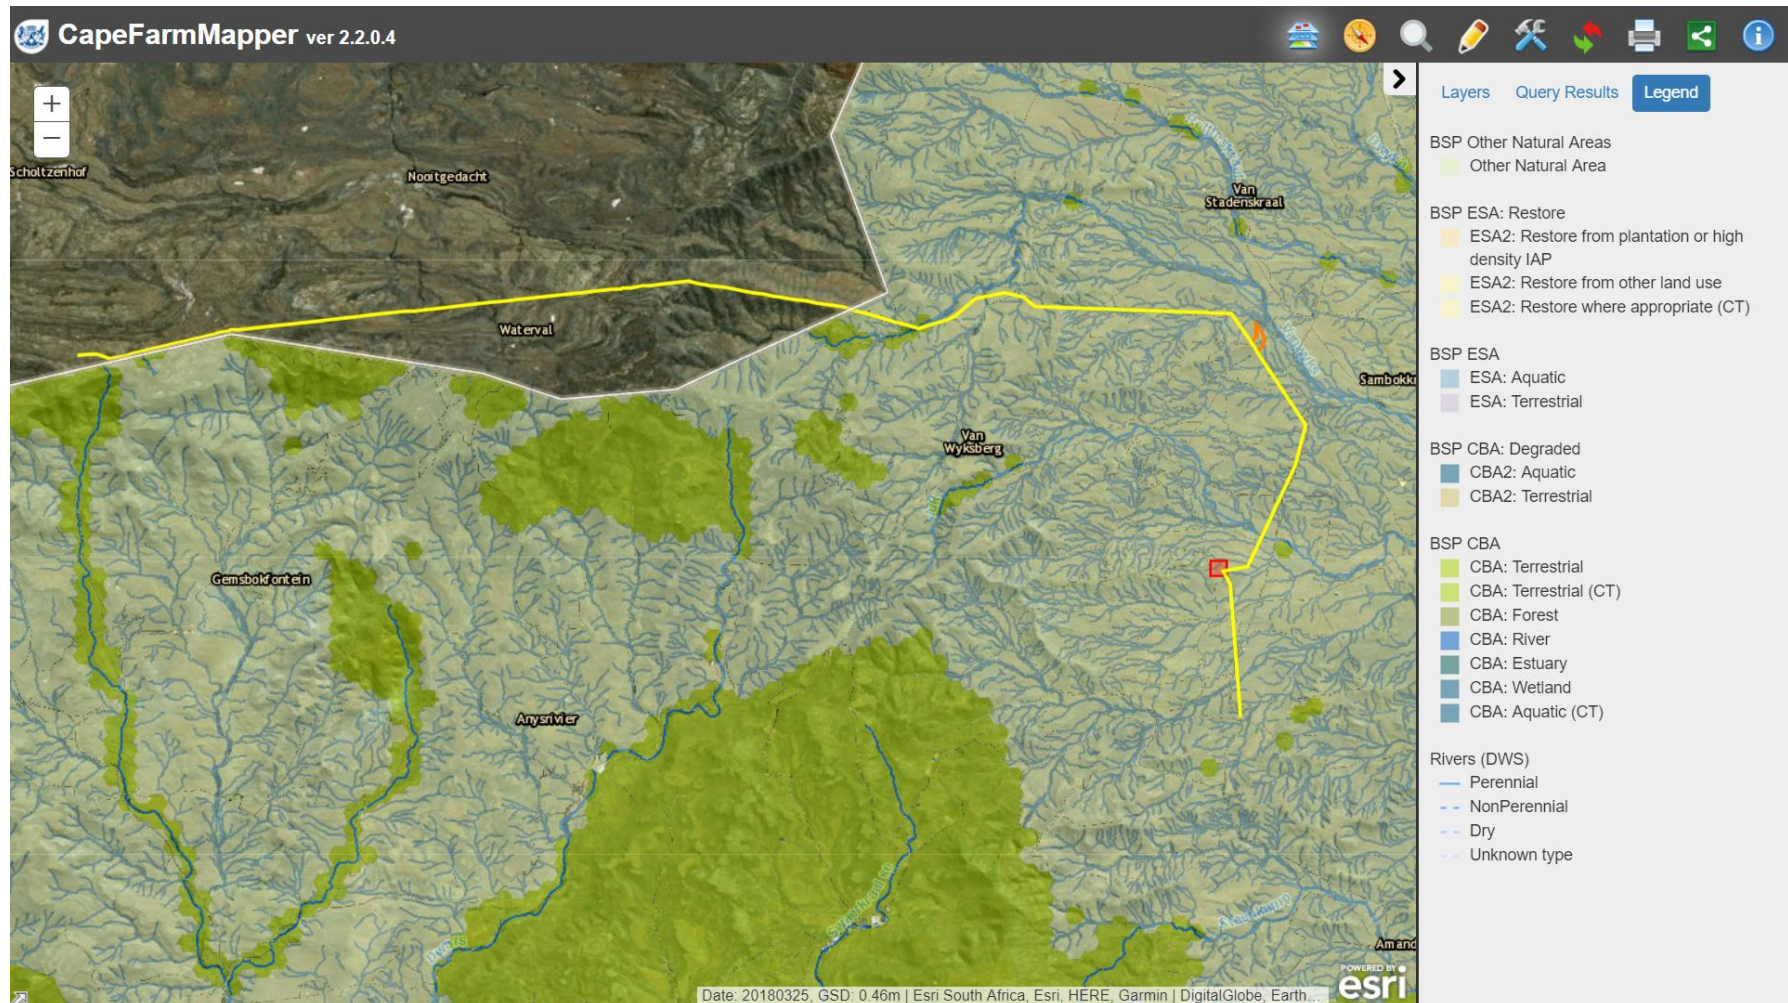 CapeFarmMapper ver 2.2.0.4
+
−
Scholtzenhof
Nooitgedacht
Van
Stadenskraal
Waterval
Sambokkr
Van
Wyksberg
Gemsbokfontein
Anysrivier
Amand
POWERED BY
esri
Date: 20180325, GSD: 0.46m | Esri South Africa, Esri, HERE, Garmin | DigitalGlobe, Earth...
Layers Query Results Legend
BSP Other Natural Areas
Other Natural Area
BSP ESA: Restore
ESA2: Restore from plantation or high
density IAP
ESA2: Restore from other land use
ESA2: Restore where appropriate (CT)
BSP ESA
ESA: Aquatic
ESA: Terrestrial
BSP CBA: Degraded
CBA2: Aquatic
CBA2: Terrestrial
BSP CBA
CBA: Terrestrial
CBA: Terrestrial (CT)
CBA: Forest
CBA: River
CBA: Estuary
CBA: Wetland
CBA: Aquatic (CT)
Rivers (DWS)
Perennial
NonPerennial
Dry
Unknown type